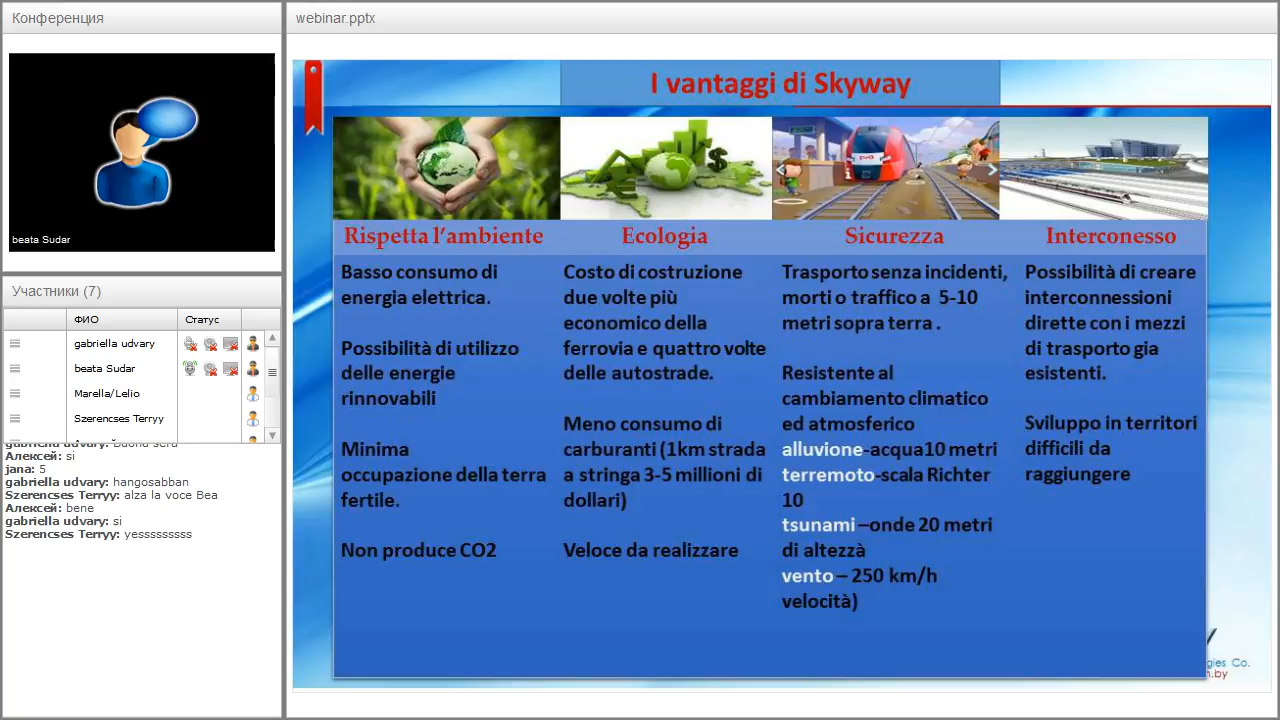 Конференция
beata Sudar
Участники (7)
ФИО
Статус
gabriella udvary
beata Sudar
Marella/Lelio
Szerencses Terryy
gabriella udvary: Buona sera
Алексей: si
jana: 5
gabriella udvary: hangosabban
Szerencses Terryy: alza la voce Bea
Алексей: bene
gabriella udvary: si
Szerencses Terryy: yesssssssss
webinar.pptx
I vantaggi di Skyway
Rispetta l'ambiente
Basso consumo di
energia elettrica.
Possibilità di utilizzo
delle energie
rinnovabili
Minima
occupazione della terra
fertile.
Non produce CO2
Ecologia
Costo di costruzione
due volte più
economico della
ferrovia e quattro volte
delle autostrade.
Meno consumo di
carburanti (1km strada
a stringa 3-5 millioni di
dollari)
Veloce da realizzare
Sicurezza
Trasporto senza incidenti,
morti o traffico a 5-10
metri sopra terra .
Resistente al
cambiamento climatico
ed atmosferico
alluvione-acqua10 metri
terremoto-scala Richter
10
tsunami –onde 20 metri
di altezzà
vento – 250 km/h
velocità)
Interconesso
Possibilità di creare
interconnessioni
dirette con i mezzi
di trasporto gia
esistenti.
Sviluppo in territori
difficili da
raggiungere
gies Co.
n.by